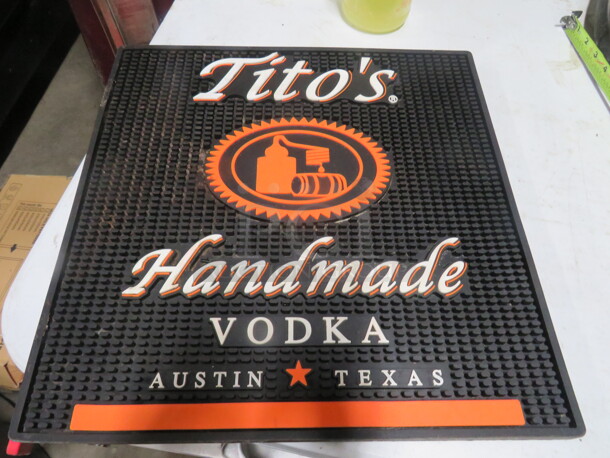 Tito's®
Handmade
VODKA
AUSTIN ★ TEXAS